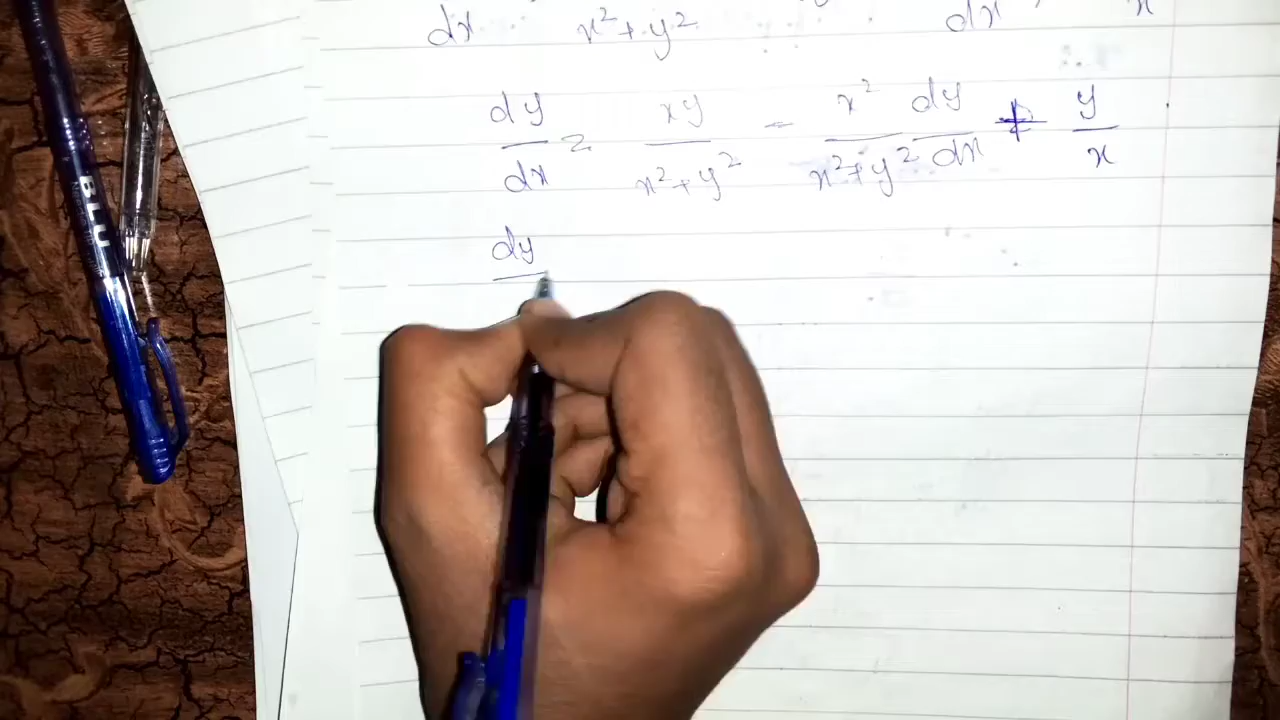 dx x²+y² dx x
dy/dx = xy/x²+y² - x²/x²+y² dy/dx + y/x
dy
BLU